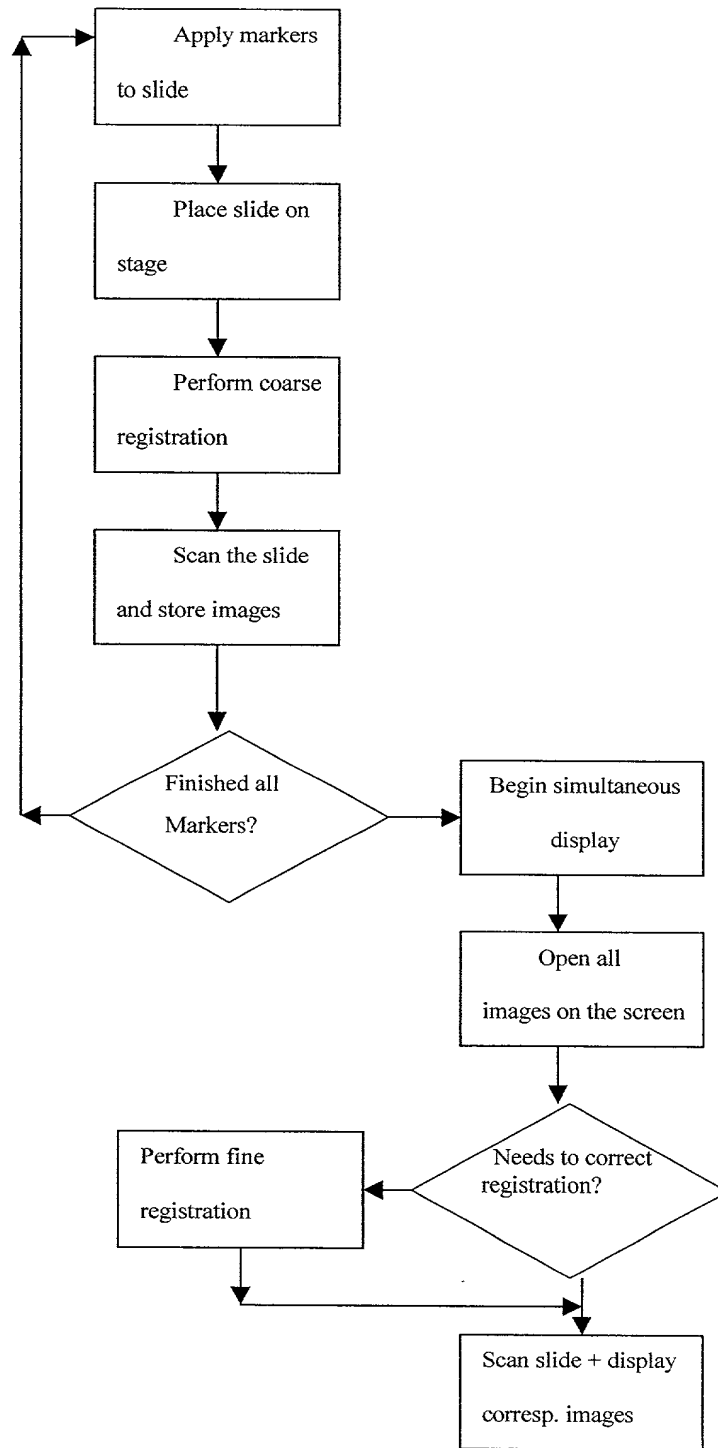 Apply markers
to slide
Place slide on
stage
Perform coarse
registration
Scan the slide
and store images
Finished all
Markers?
Begin simultaneous
display
Open all
images on the screen
Needs to correct
registration?
Perform fine
registration
Scan slide + display
corresp. images